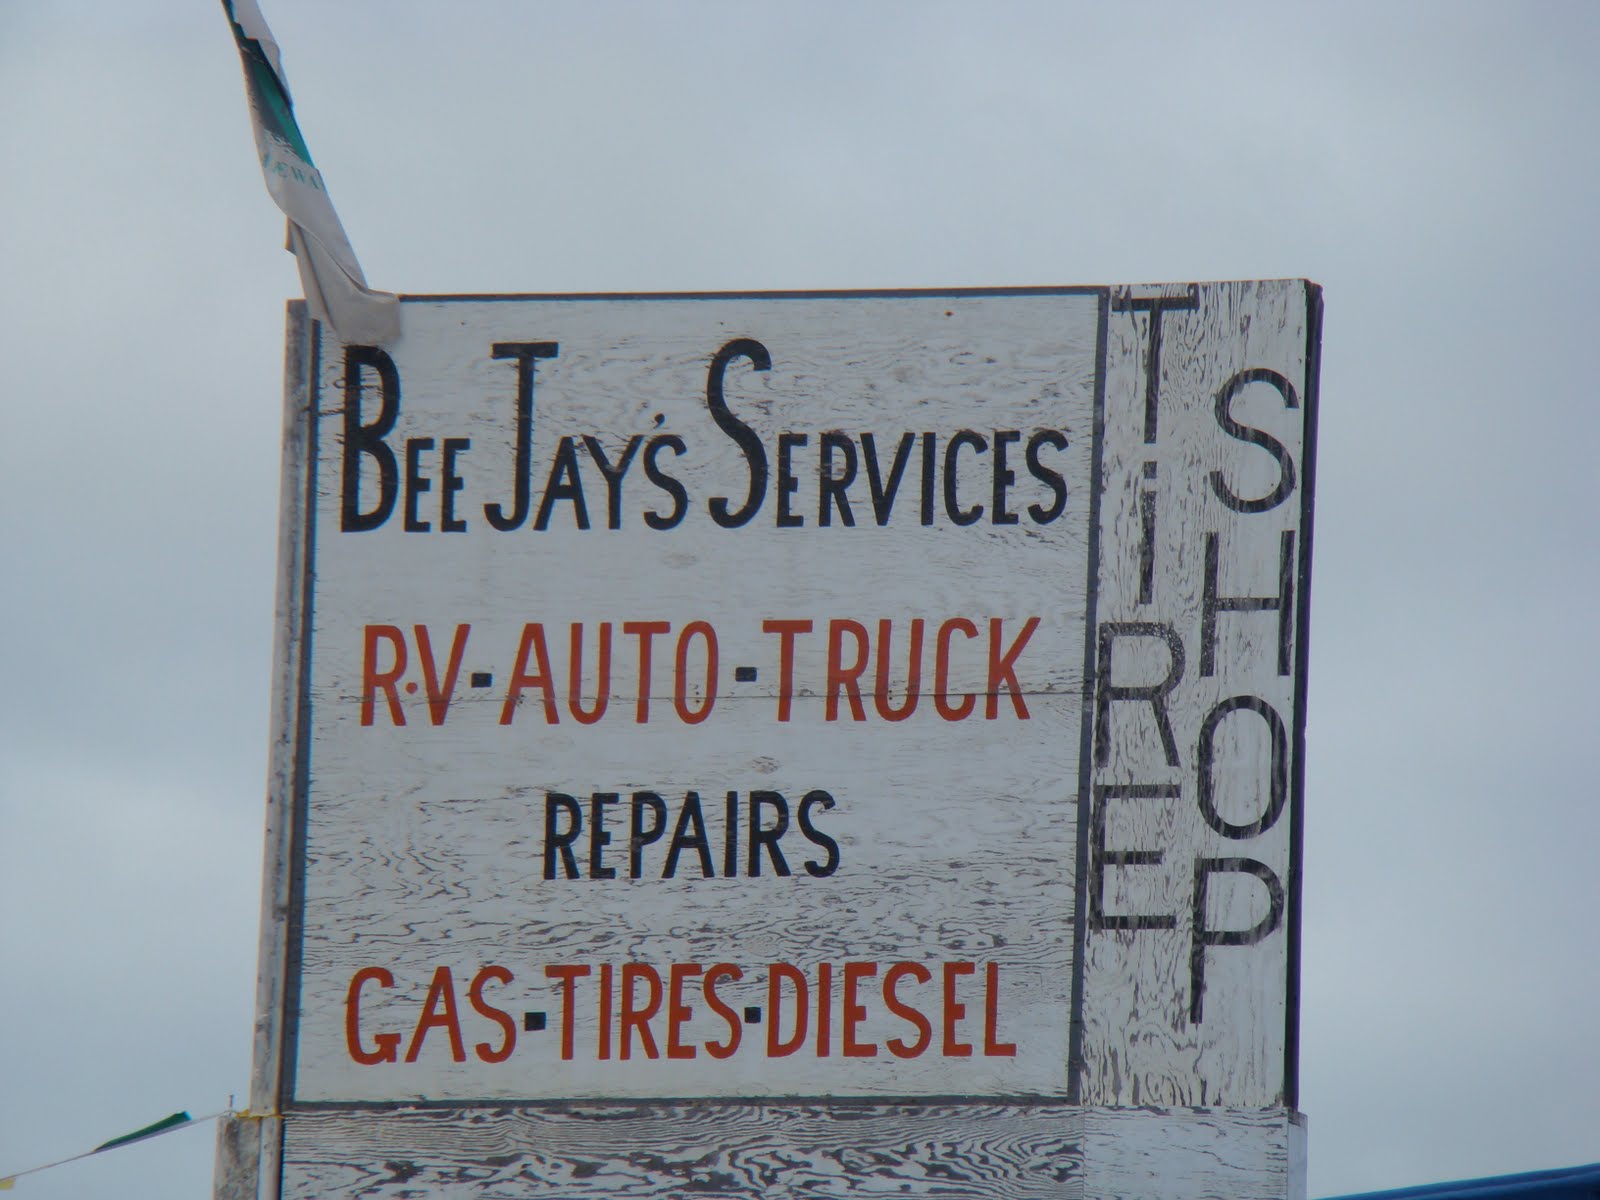 BEE JAY'S SERVICES
R.V-AUTO-TRUCK
REPAIRS
GAS-TIRES-DIESEL
TIRE
SHOP